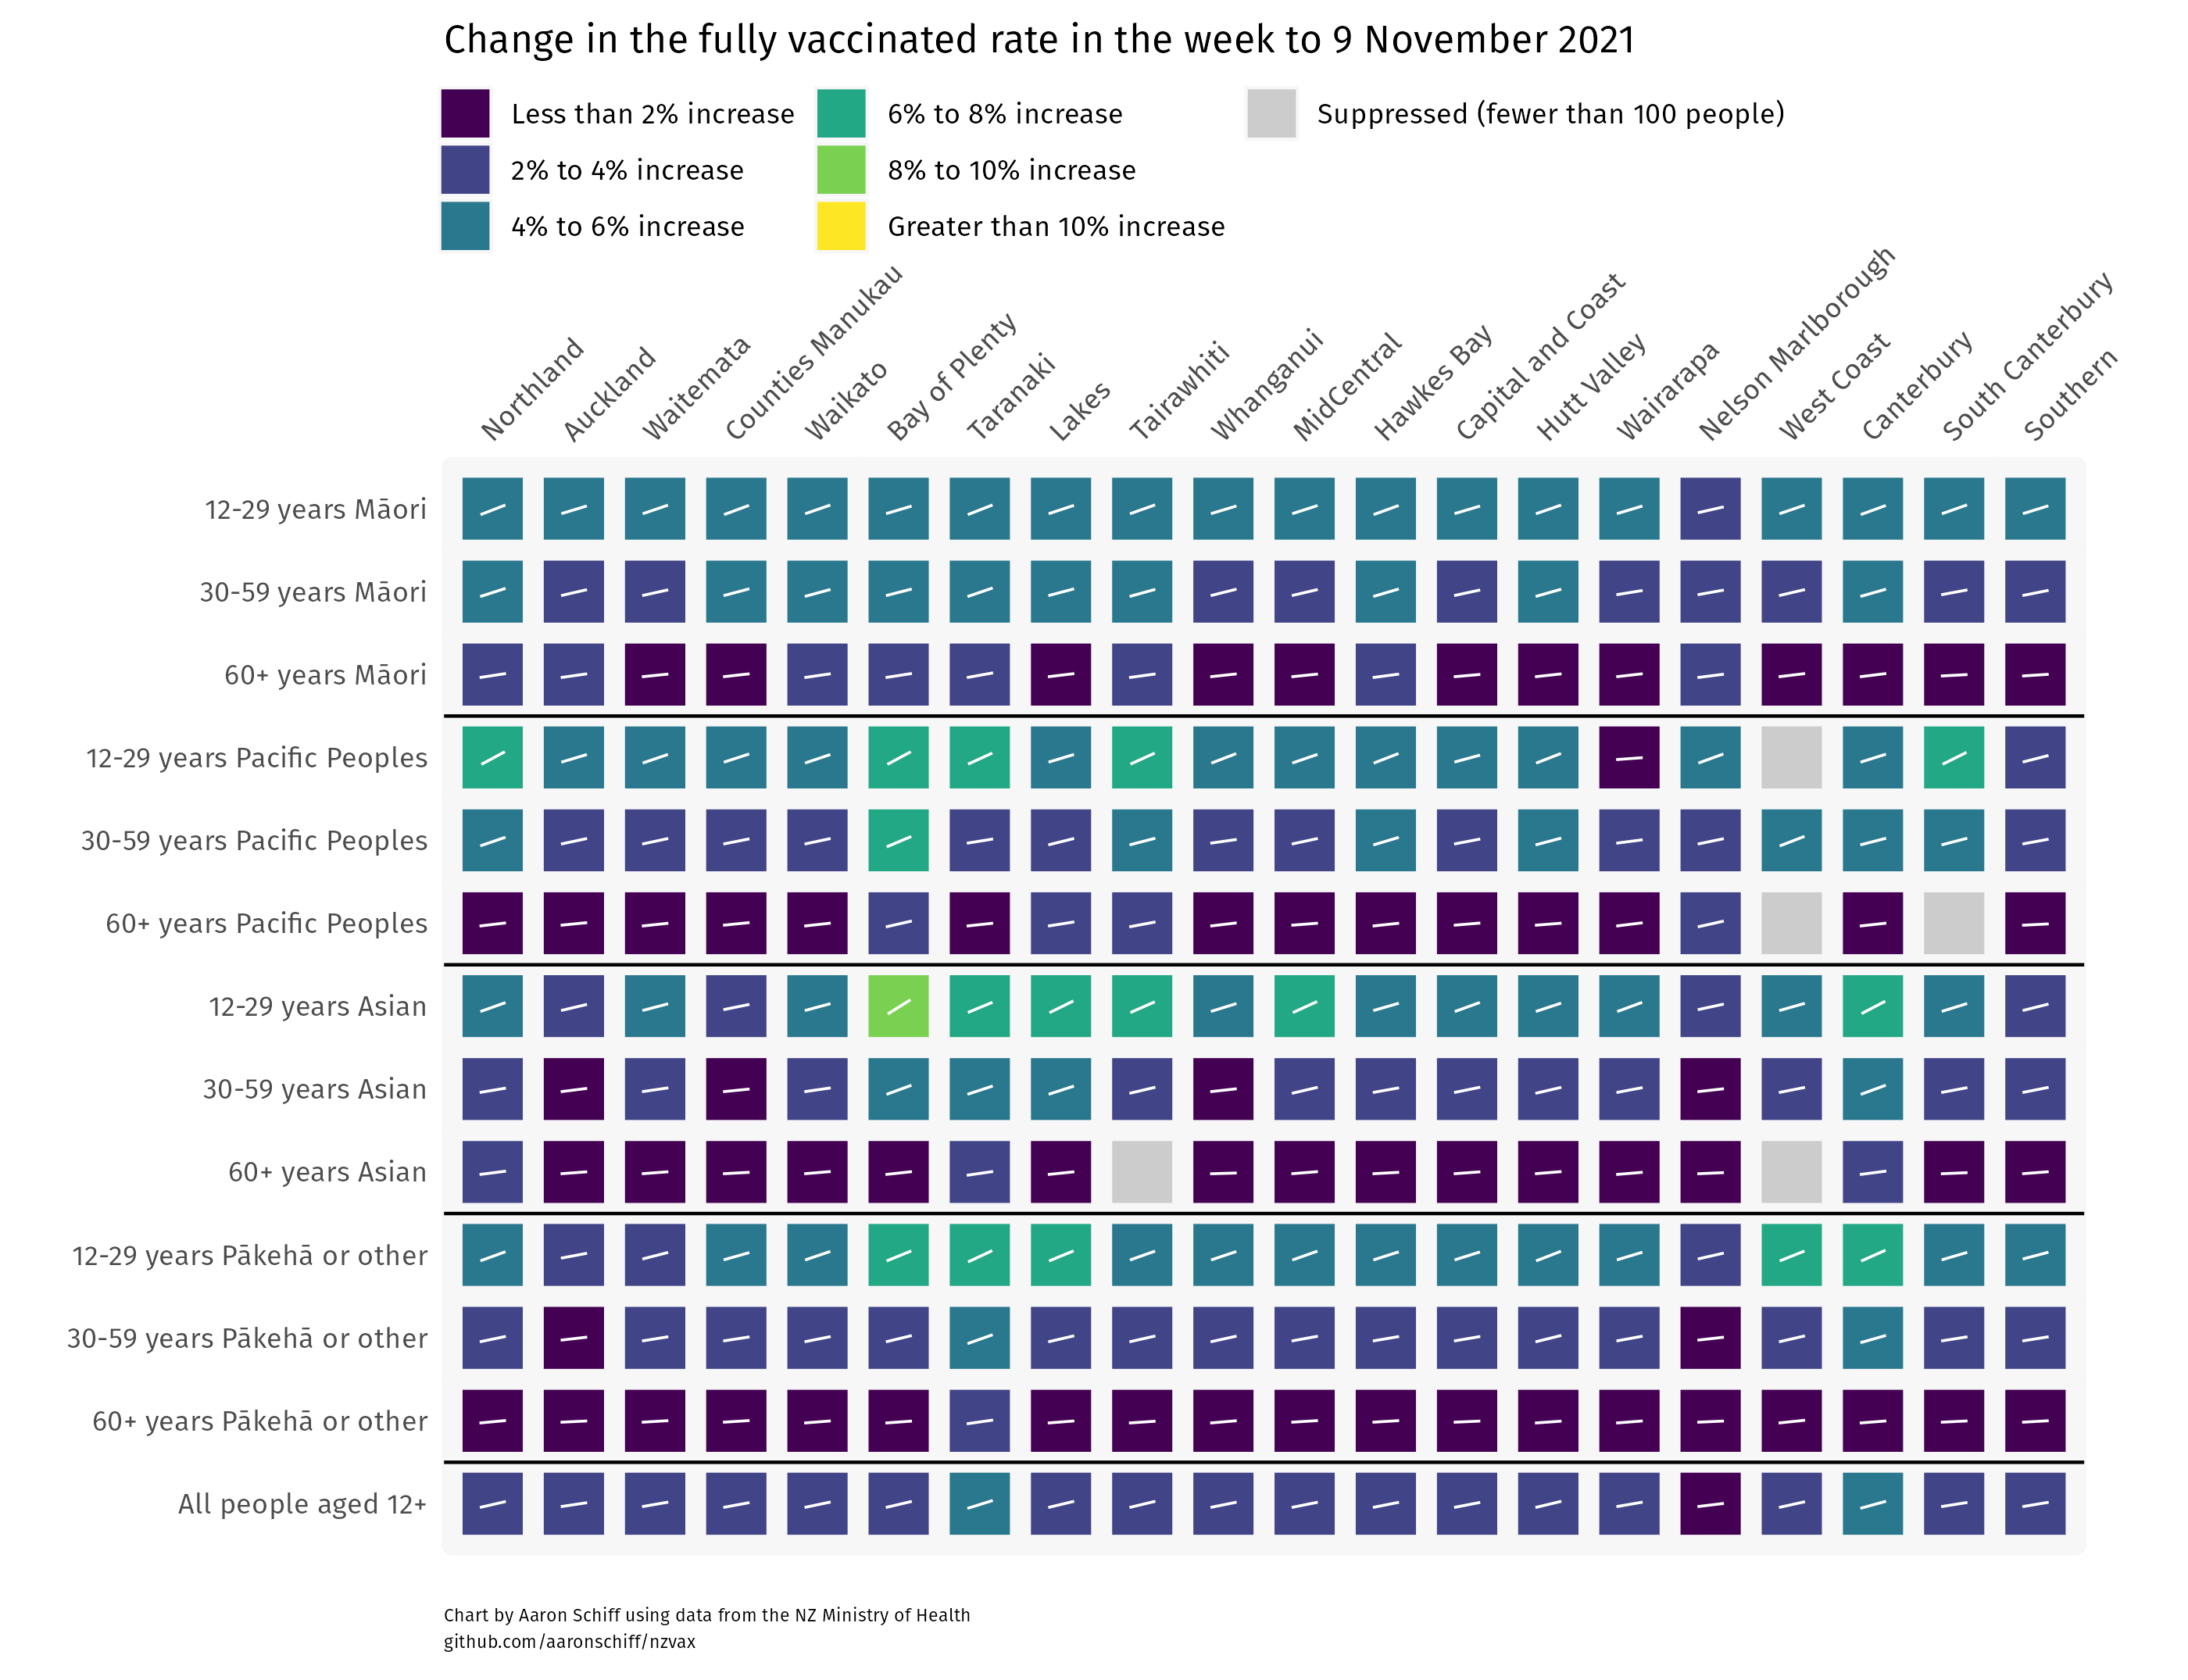 Change in the fully vaccinated rate in the week to 9 November 2021
Less than 2% increase
2% to 4% increase
4% to 6% increase
6% to 8% increase
8% to 10% increase
Greater than 10% increase
Suppressed (fewer than 100 people)
Northland
Auckland
Waitemata
Counties Manukau
Waikato
Bay of Plenty
Taranaki
Lakes
Tairawhiti
Whanganui
MidCentral
Hawkes Bay
Capital and Coast
Hutt Valley
Wairarapa
Nelson Marlborough
West Coast
Canterbury
South Canterbury
Southern
12-29 years Māori
30-59 years Māori
60+ years Māori
12-29 years Pacific Peoples
30-59 years Pacific Peoples
60+ years Pacific Peoples
12-29 years Asian
30-59 years Asian
60+ years Asian
12-29 years Pākehā or other
30-59 years Pākehā or other
60+ years Pākehā or other
All people aged 12+
Chart by Aaron Schiff using data from the NZ Ministry of Health
github.com/aaronschiff/nzvax